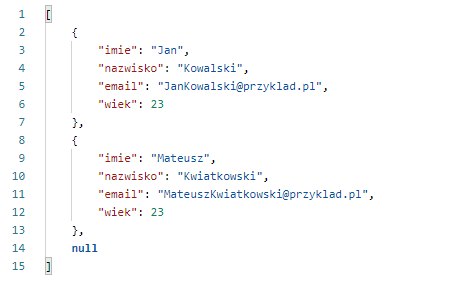 1 [
2 {
3 "imie": "Jan",
4 "nazwisko": "Kowalski",
5 "email": "JanKowalski@przyklad.pl",
6 "wiek": 23
7 },
8 {
9 "imie": "Mateusz",
10 "nazwisko": "Kwiatkowski",
11 "email": "MateuszKwiatkowski@przyklad.pl",
12 "wiek": 23
13 },
14 null
15 ]